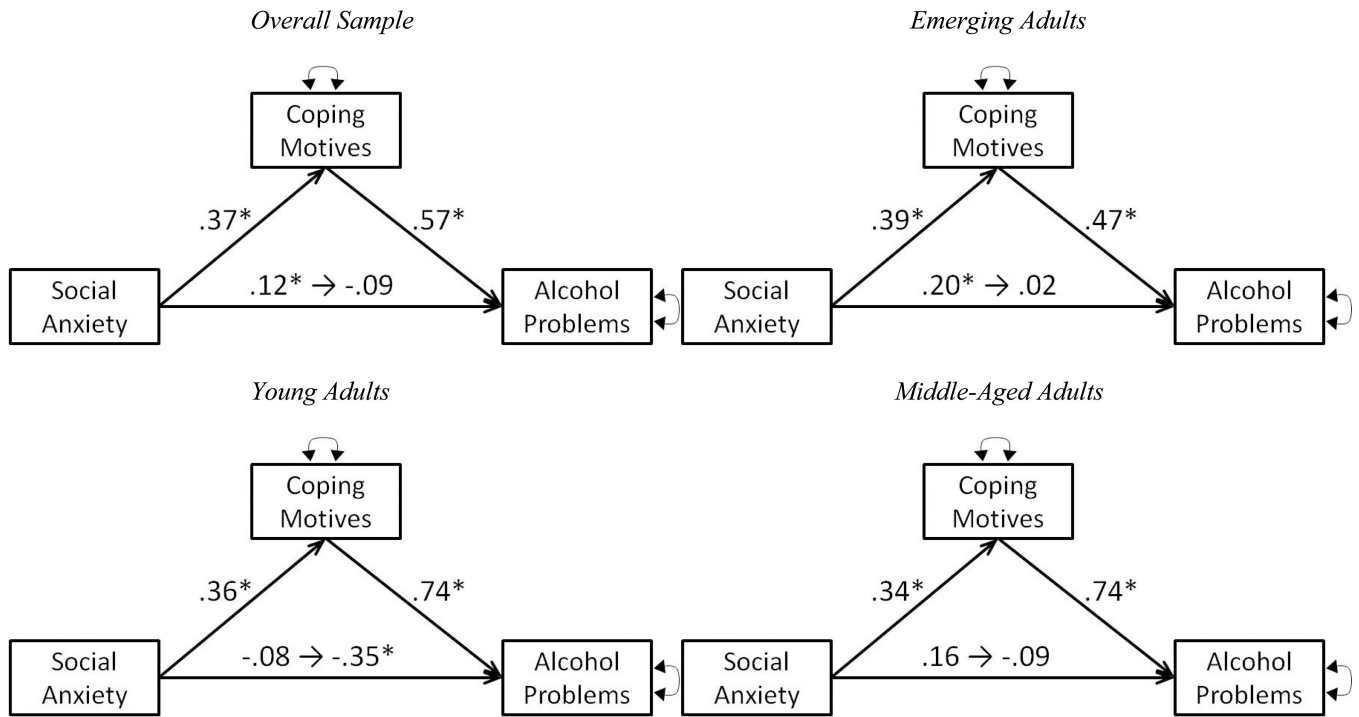 Overall Sample
Coping
Motives
.37*
.57*
.12* → -.09
Social
Anxiety
Alcohol
Problems
Emerging Adults
Coping
Motives
.39*
.47*
.20* → .02
Social
Anxiety
Alcohol
Problems
Young Adults
Coping
Motives
.36*
.74*
-.08 → -.35*
Social
Anxiety
Alcohol
Problems
Middle-Aged Adults
Coping
Motives
.34*
.74*
.16 → -.09
Social
Anxiety
Alcohol
Problems